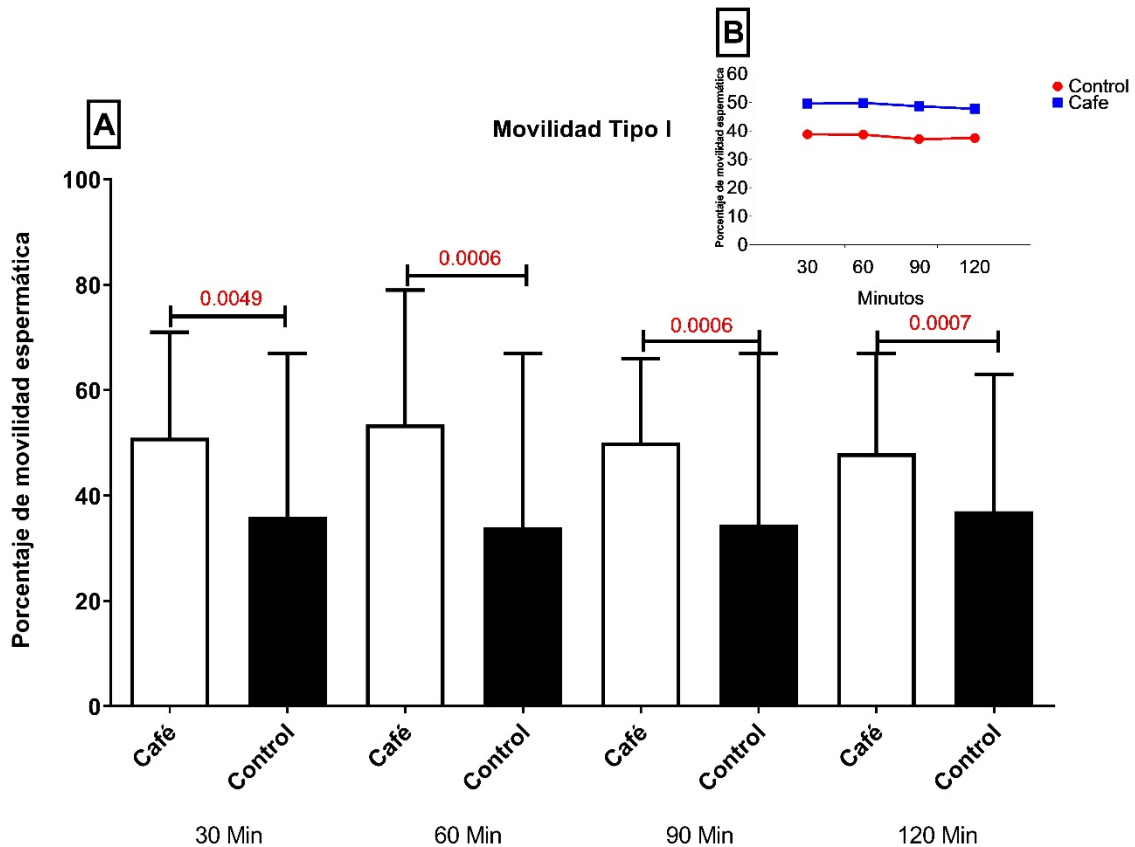 B
Porcentaje de movilidad espermática
60
50
40
30
20
10
0
30 60 90 120
Minutos
Control
Cafe
A
Movilidad Tipo I
Porcentaje de movilidad espermática
100
80
60
40
20
0
0.0049
0.0006
0.0006
0.0007
Café Control Café Control Café Control Café Control
30 Min 60 Min 90 Min 120 Min